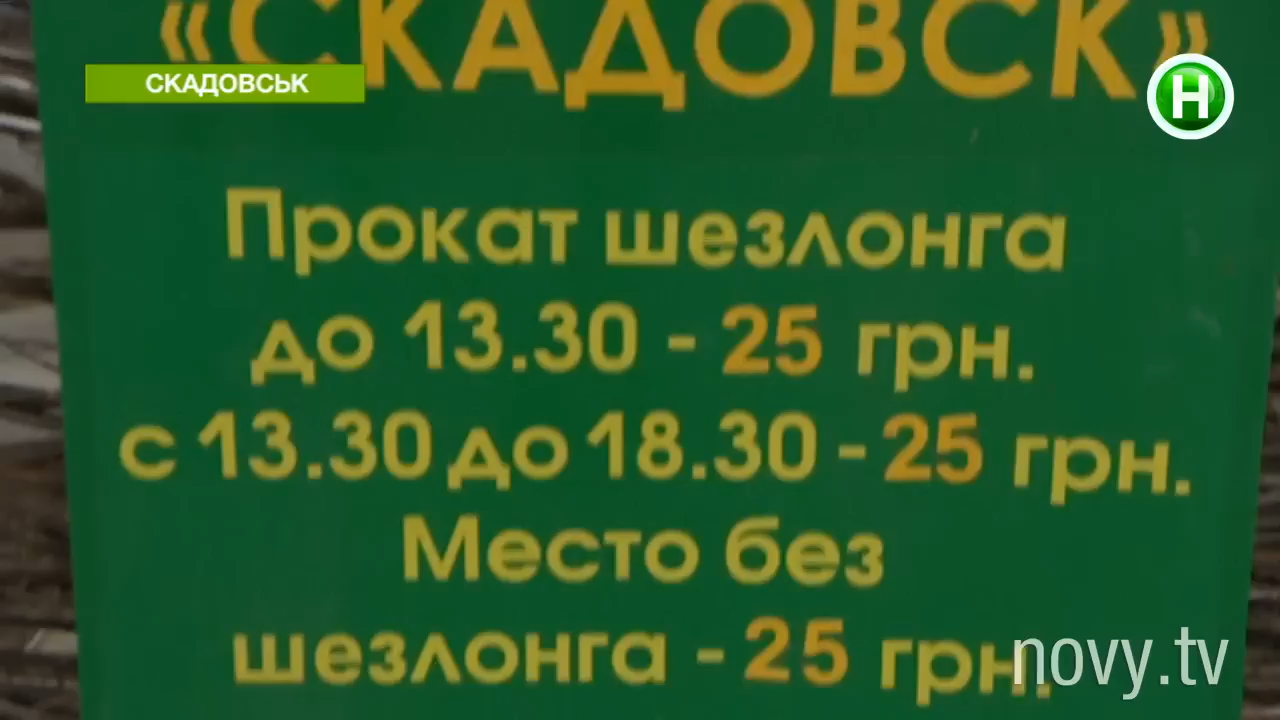 «СКАДОВСК»
СКАДОВСЬК
Н
Прокат шезлонга
до 13.30 - 25 грн.
с 13.30 до 18.30 - 25 грн.
Место без
шезлонга - 25 грн.
novy.tv